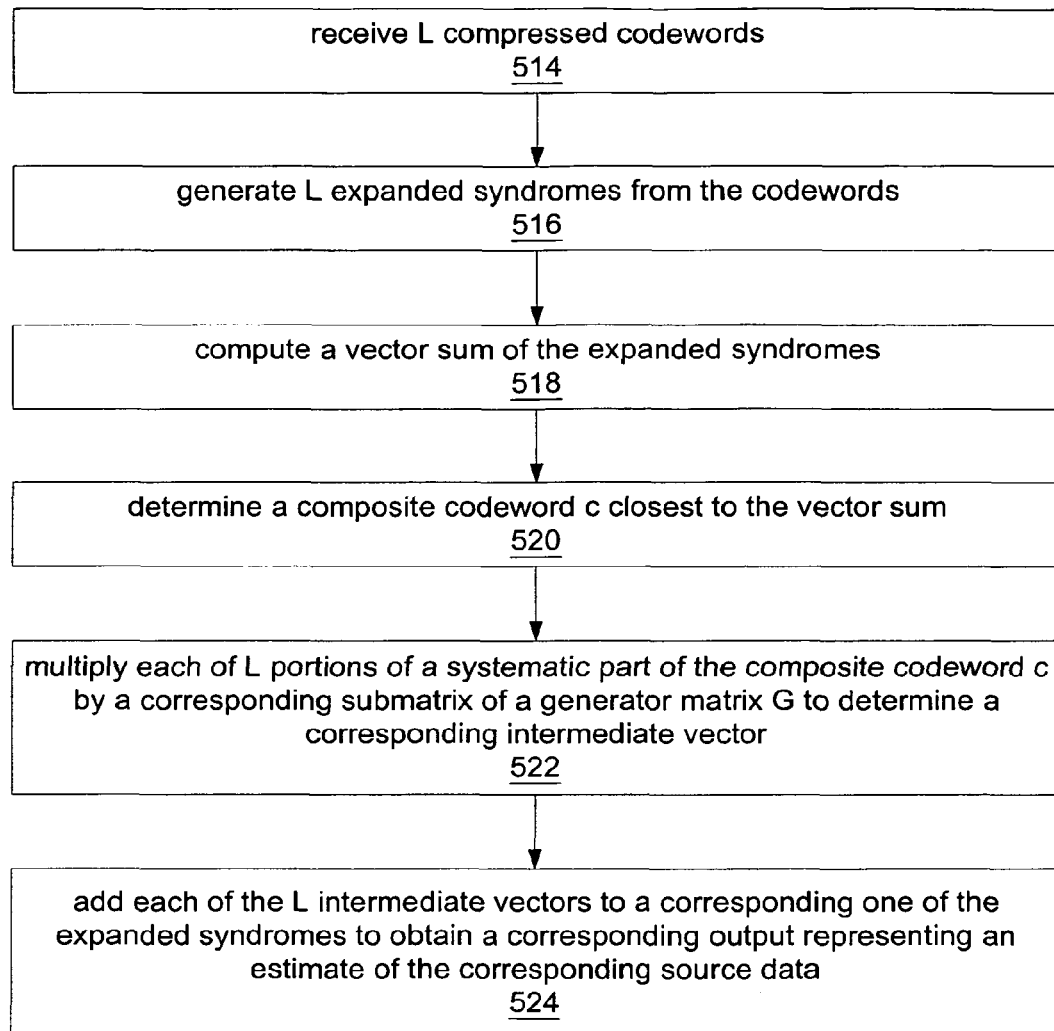 receive L compressed codewords
514
generate L expanded syndromes from the codewords
516
compute a vector sum of the expanded syndromes
518
determine a composite codeword c closest to the vector sum
520
multiply each of L portions of a systematic part of the composite codeword c
by a corresponding submatrix of a generator matrix G to determine a
corresponding intermediate vector
522
add each of the L intermediate vectors to a corresponding one of the
expanded syndromes to obtain a corresponding output representing an
estimate of the corresponding source data
524